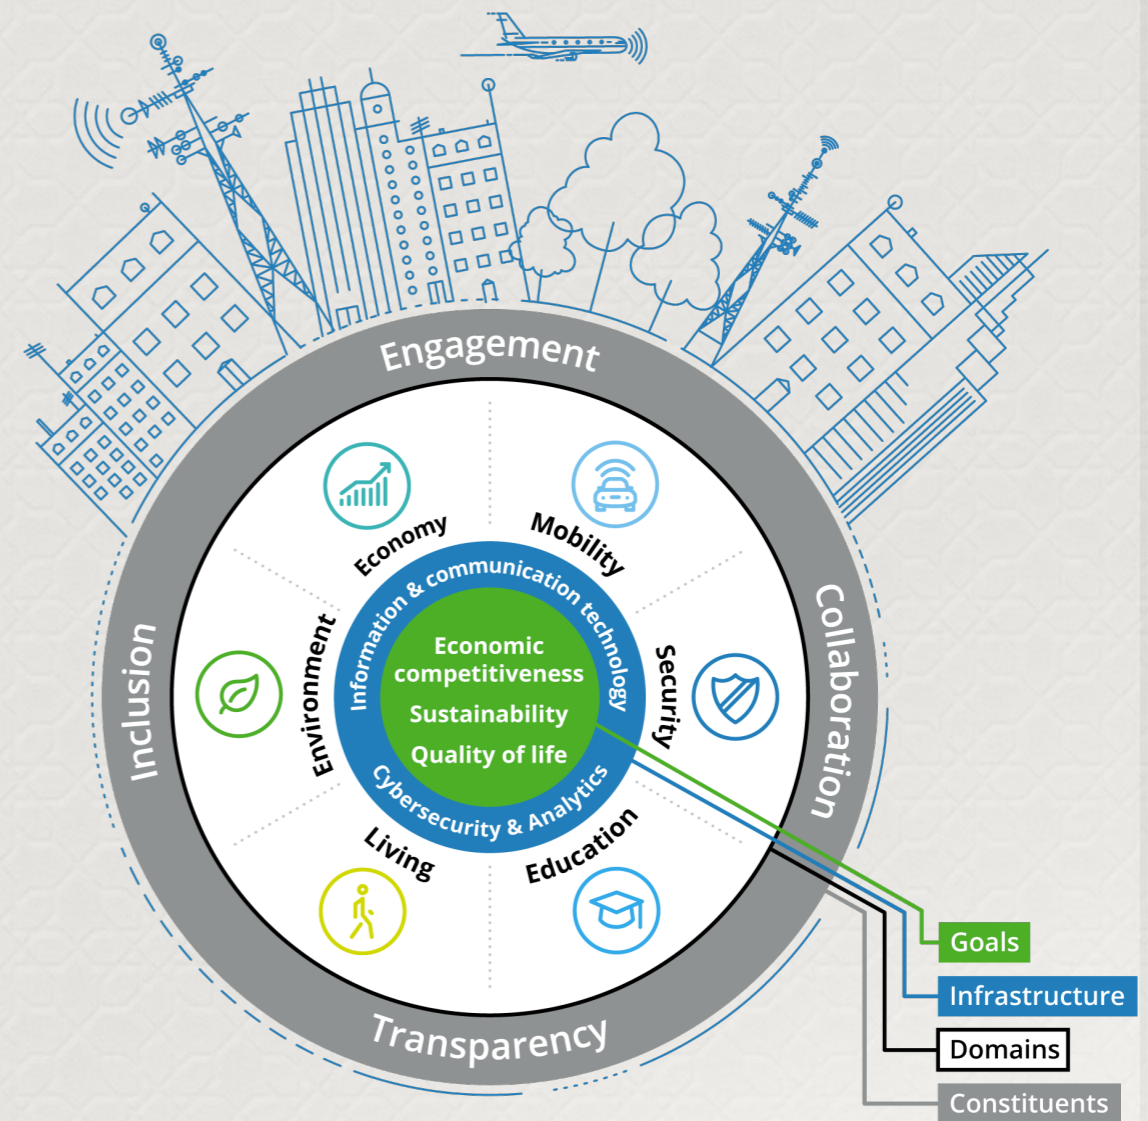 Engagement
Economy
Mobility
Information & communication technology
Inclusion
Environment
Economic
competitiveness
Sustainability
Quality of life
Security
Collaboration
Cybersecurity & Analytics
Living
Education
Transparency
Goals
Infrastructure
Domains
Constituents